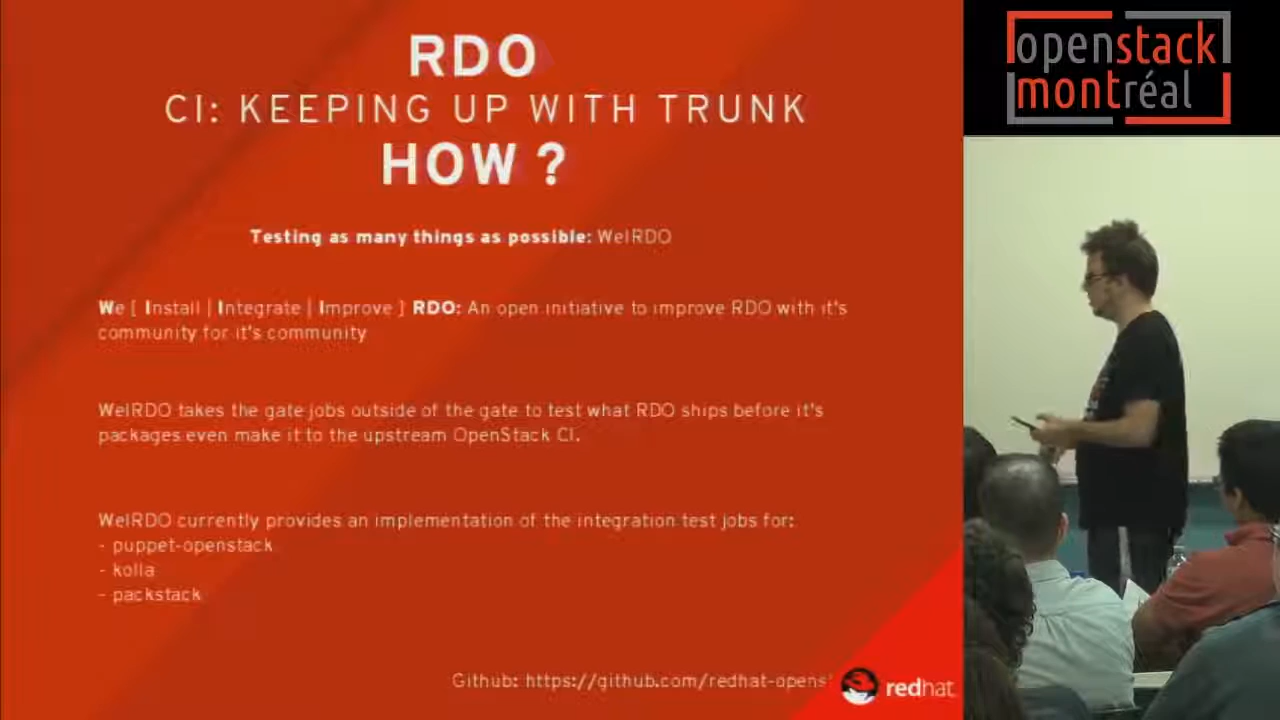 RDO
CI: KEEPING UP WITH TRUNK
HOW ?
Testing as many things as possible: WeIRDO
We [ Install | Integrate | Improve ] RDO: An open initiative to improve RDO with it's
community for it's community
WeIRDO takes the gate jobs outside of the gate to test what RDO ships before it's
packages even make it to the upstream OpenStack CI.
WeIRDO currently provides an implementation of the integration test jobs for:
- puppet-openstack
- kolla
- packstack
Github: https://github.com/redhat-opens
redhat
openstack
montréal